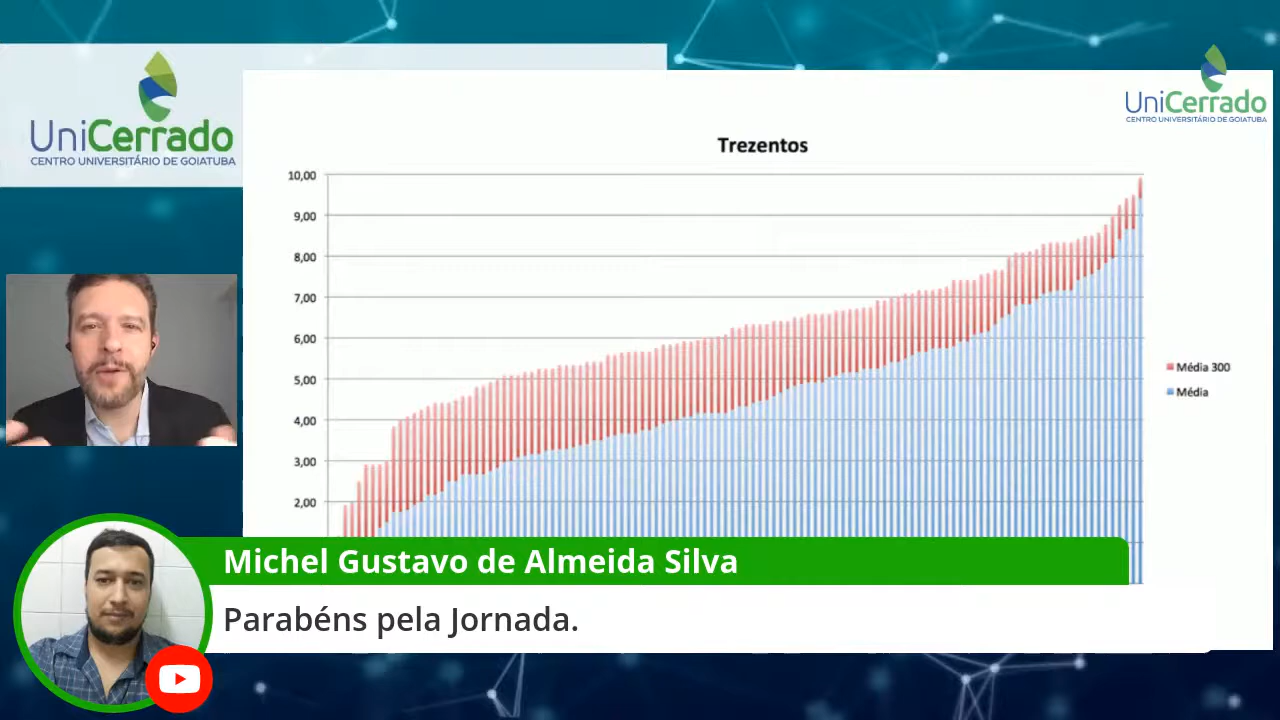 UniCerrado
CENTRO UNIVERSITÁRIO DE GOIATUBA
UniCerrado
CENTRO UNIVERSITÁRIO DE GOIATUBA
Trezentos
10,00
9,00
8,00
7,00
6,00
5,00
4,00
3,00
2,00
Média 300
Média
Michel Gustavo de Almeida Silva
Parabéns pela Jornada.